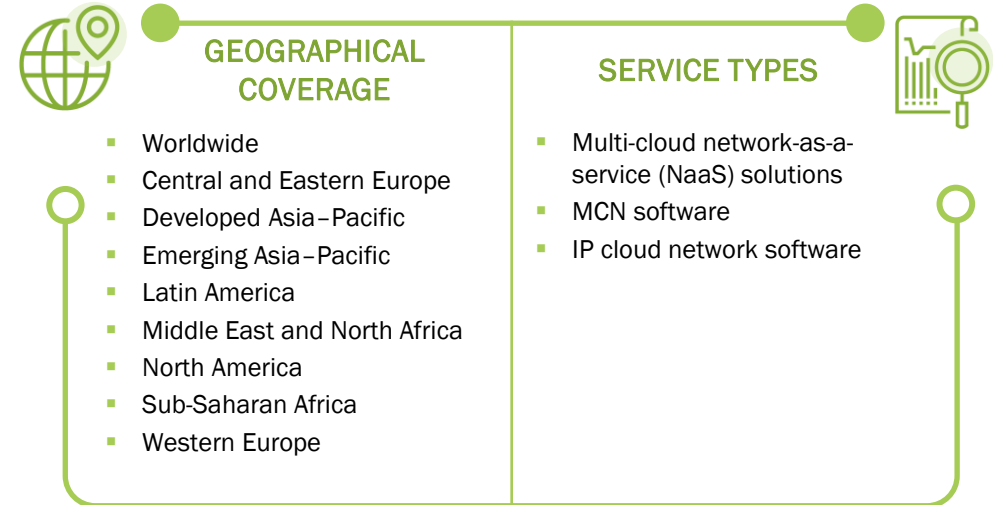 GEOGRAPHICAL
COVERAGE
▪ Worldwide
▪ Central and Eastern Europe
▪ Developed Asia–Pacific
▪ Emerging Asia–Pacific
▪ Latin America
▪ Middle East and North Africa
▪ North America
▪ Sub-Saharan Africa
▪ Western Europe
SERVICE TYPES
▪ Multi-cloud network-as-a-
service (NaaS) solutions
▪ MCN software
▪ IP cloud network software